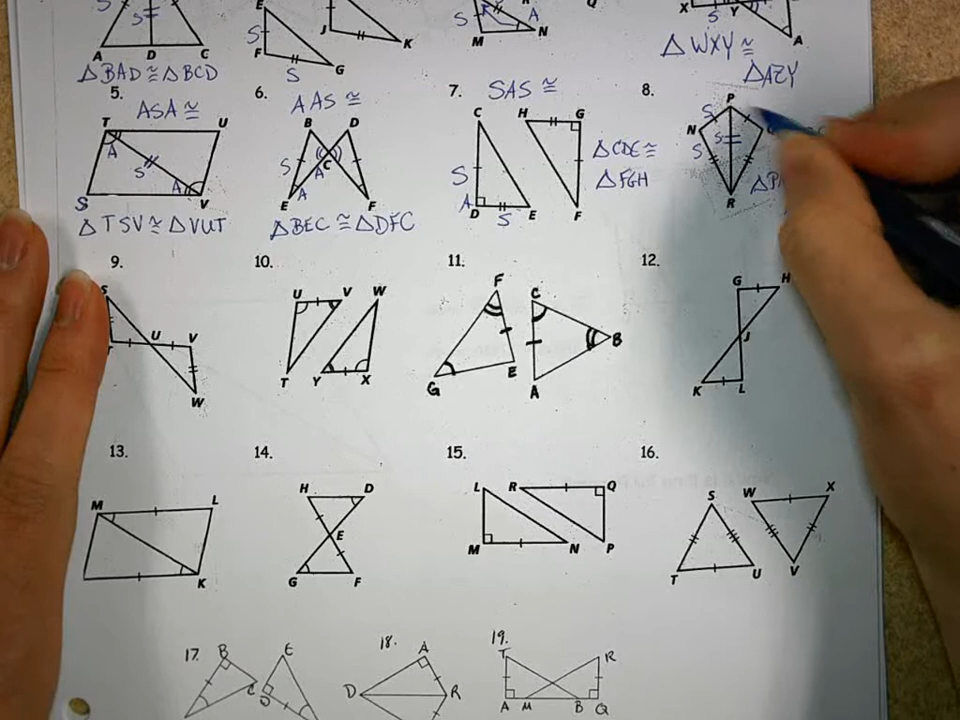 E
S
F
G
S
J
K
M
N
A
X
S
Y
A
A D C
△BAD ≅ △BCD
△WXY ≅
△AZY
5.
ASA ≅
T U
A
S
A
S V
△TSV ≅ △VUT
6.
AAS ≅
B D
S
C
A
A
E F
△BEC ≅ △DFC
7.
SAS ≅
C H G
S
A
D S E F
△CDE ≅
△FGH
8.
P
S
N
S
S
R
9.
S
U V
W
10.
U V W
T Y X
11.
F C
B
G E A
12.
G H
J
K L
13.
M L
K
14.
H D
E
G F
15.
L R Q
M N P
16.
S W X
T U V
17.
B E
C D
18.
A
D R
19.
T R
A M B Q